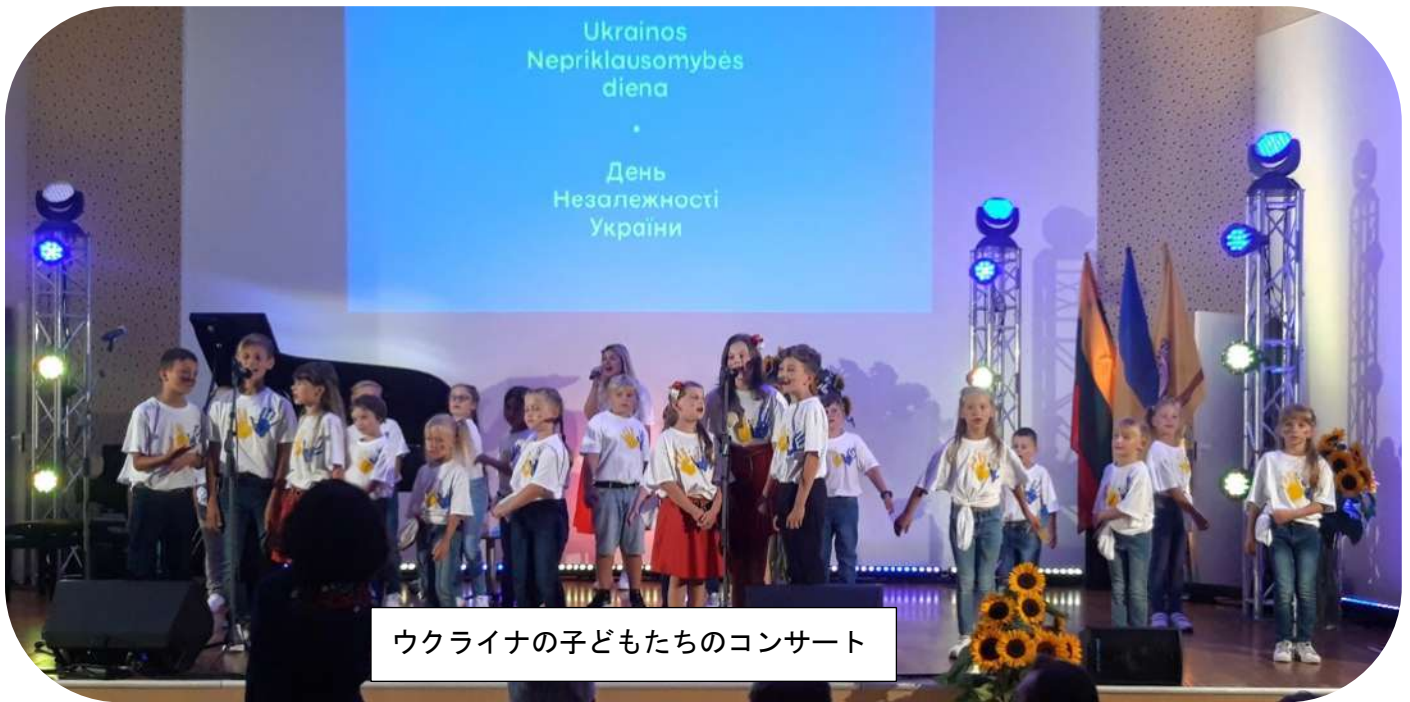 Ukrainos
Nepriklausomybės
diena
•
День
Незалежності
України
ウクライナの子どもたちのコンサート